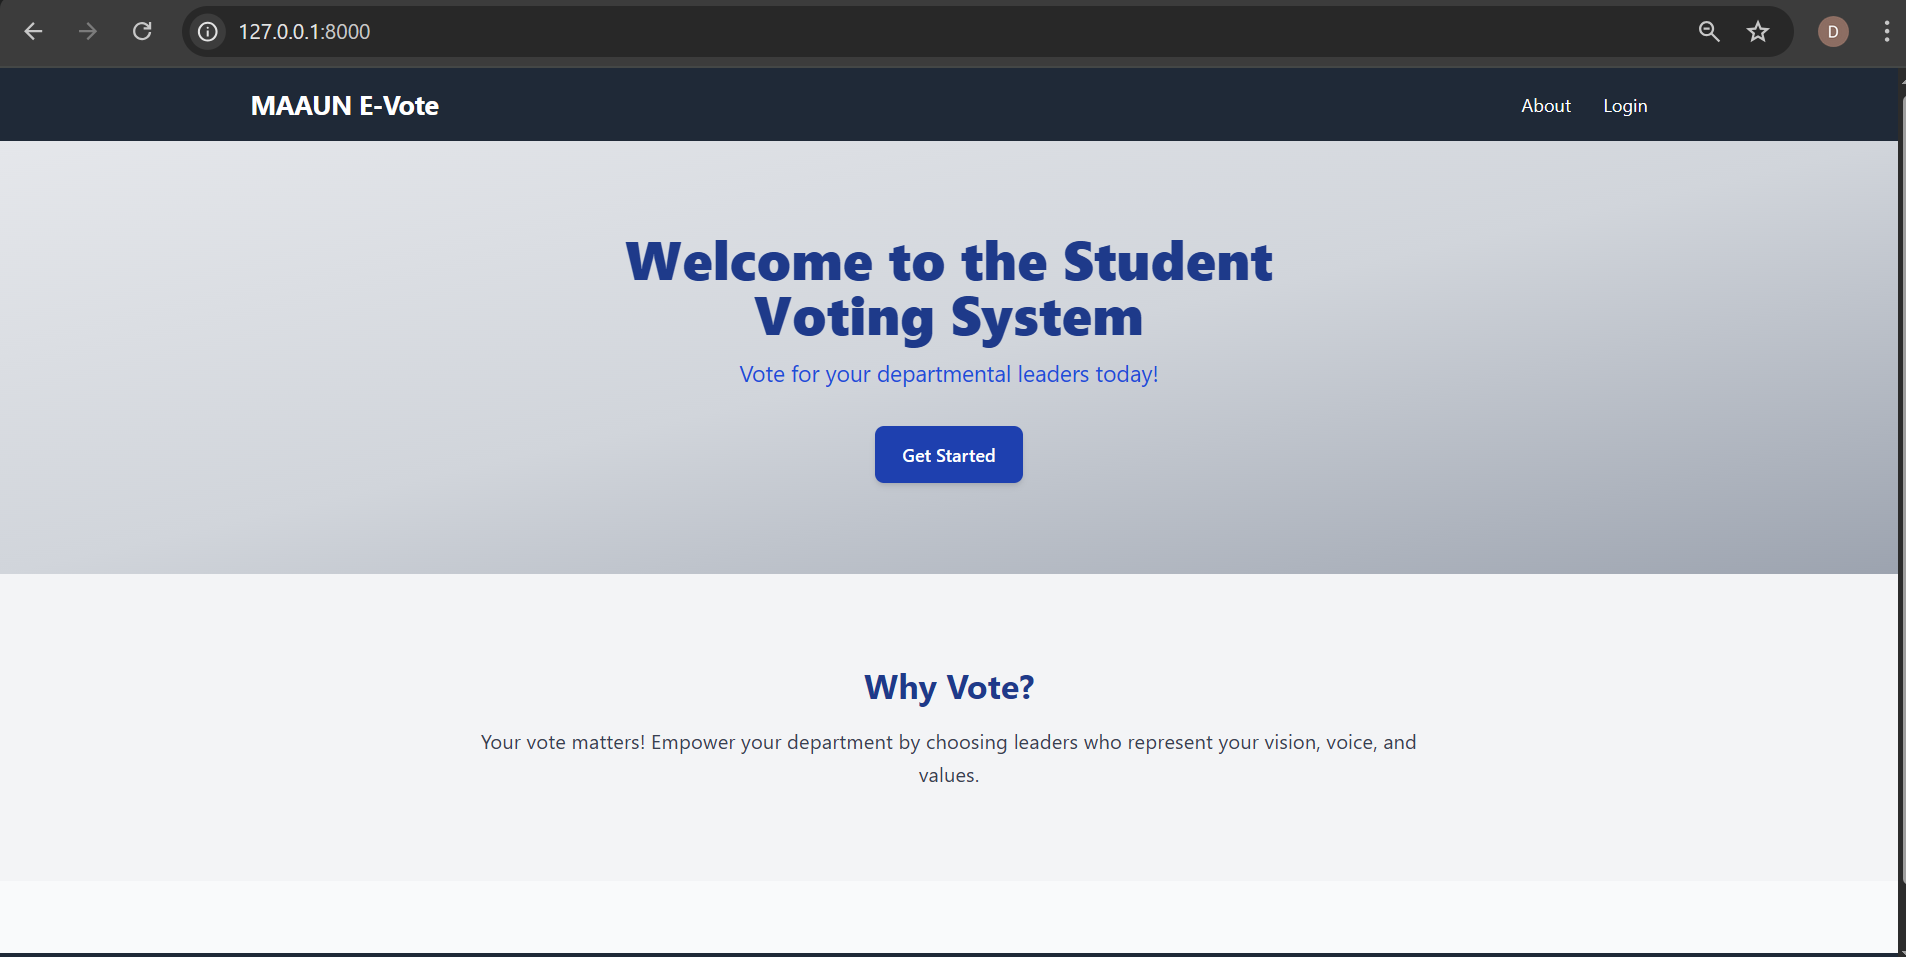 127.0.0.1:8000
D
MAAUN E-Vote
About
Login
Welcome to the Student
Voting System
Vote for your departmental leaders today!
Get Started
Why Vote?
Your vote matters! Empower your department by choosing leaders who represent your vision, voice, and
values.